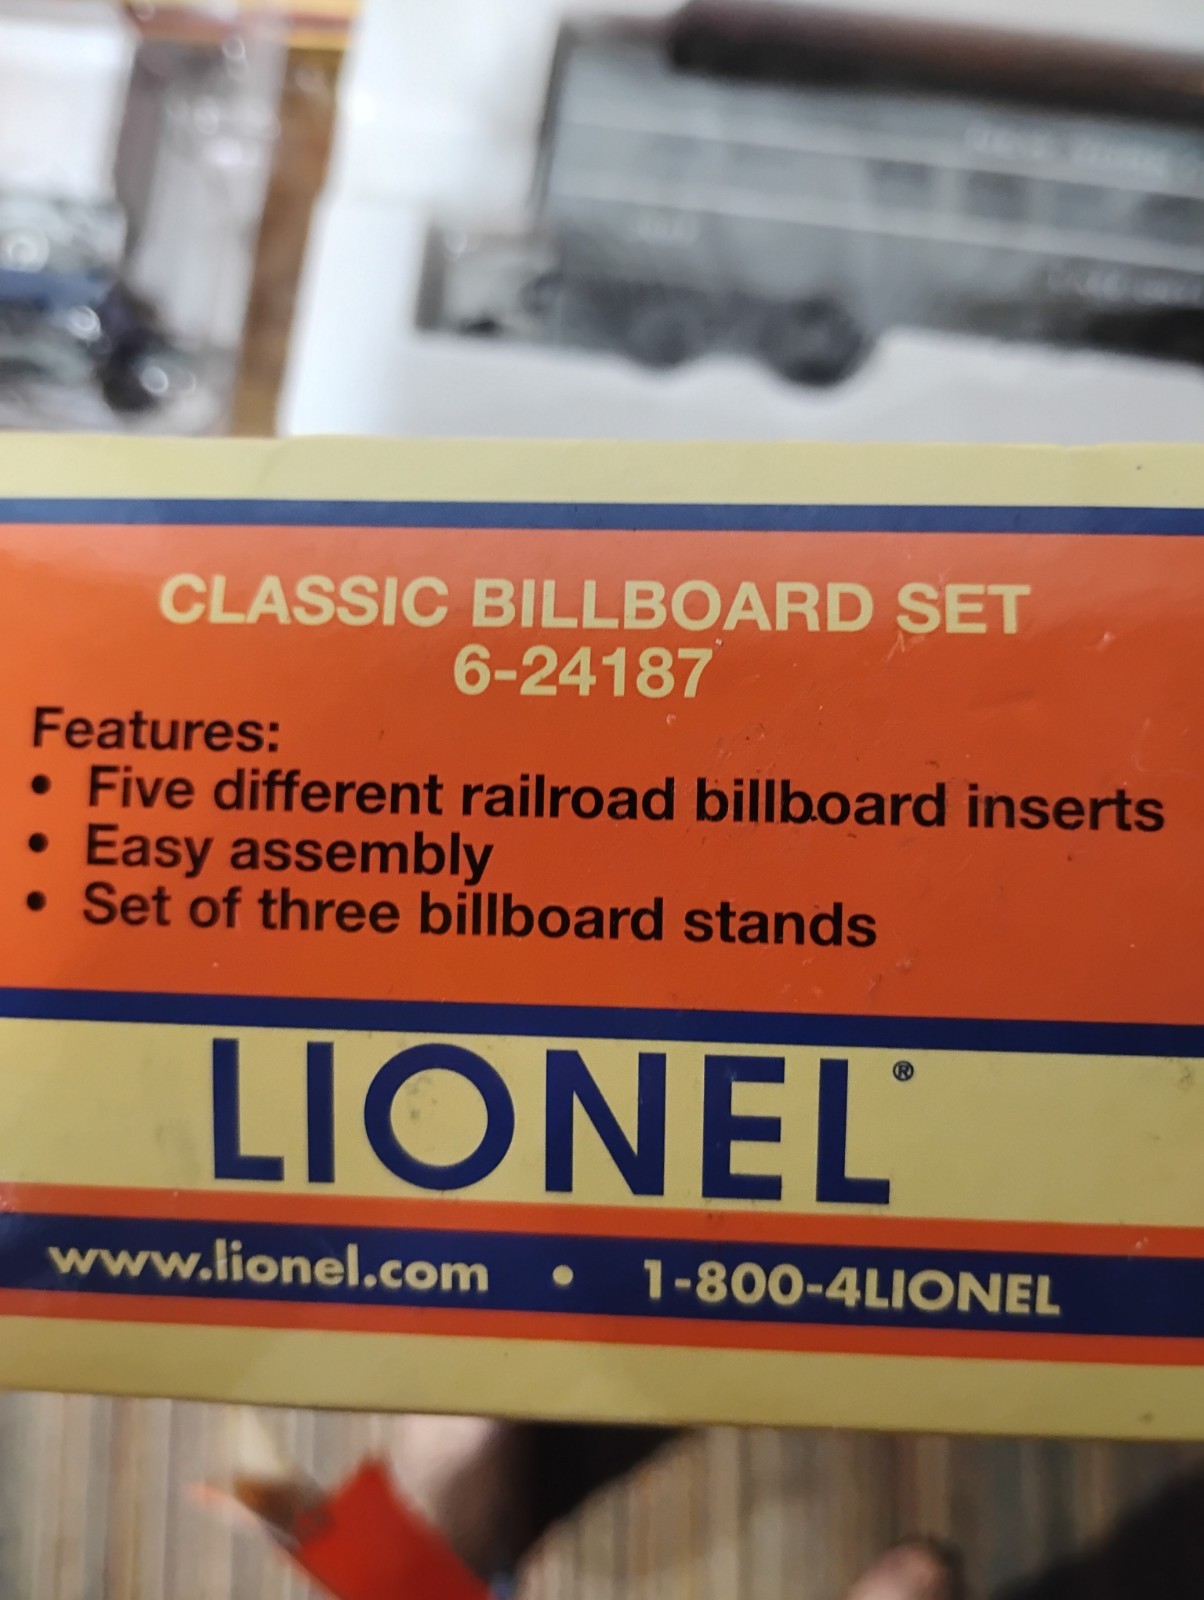 CLASSIC BILLBOARD SET
6-24187
Features:
• Five different railroad billboard inserts
• Easy assembly
• Set of three billboard stands
LIONEL®
www.lionel.com • 1-800-4LIONEL